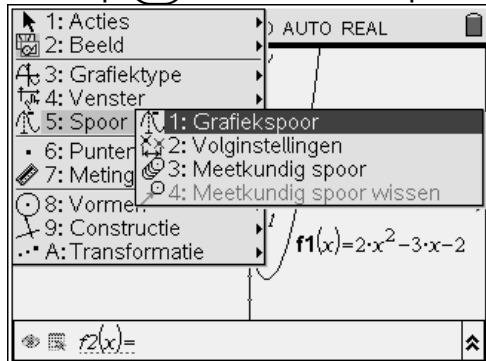 1: Acties
2: Beeld
3: Grafiektype
4: Venster
5: Spoor
6: Punten
7: Meting
8: Vormen
9: Constructie
A: Transformatie
1: Grafiekspoor
2: Volginstellingen
3: Meetkundig spoor
4: Meetkundig spoor wissen
AUTO REAL
f1(x)=2·x²−3·x−2
f2(x)=